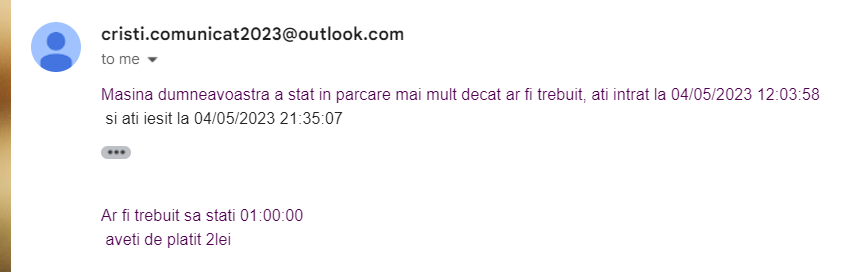 cristi.comunicat2023@outlook.com
to me
Masina dumneavoastra a stat in parcare mai mult decat ar fi trebuit, ati intrat la 04/05/2023 12:03:58
si ati iesit la 04/05/2023 21:35:07
Ar fi trebuit sa stati 01:00:00
aveti de platit 2lei